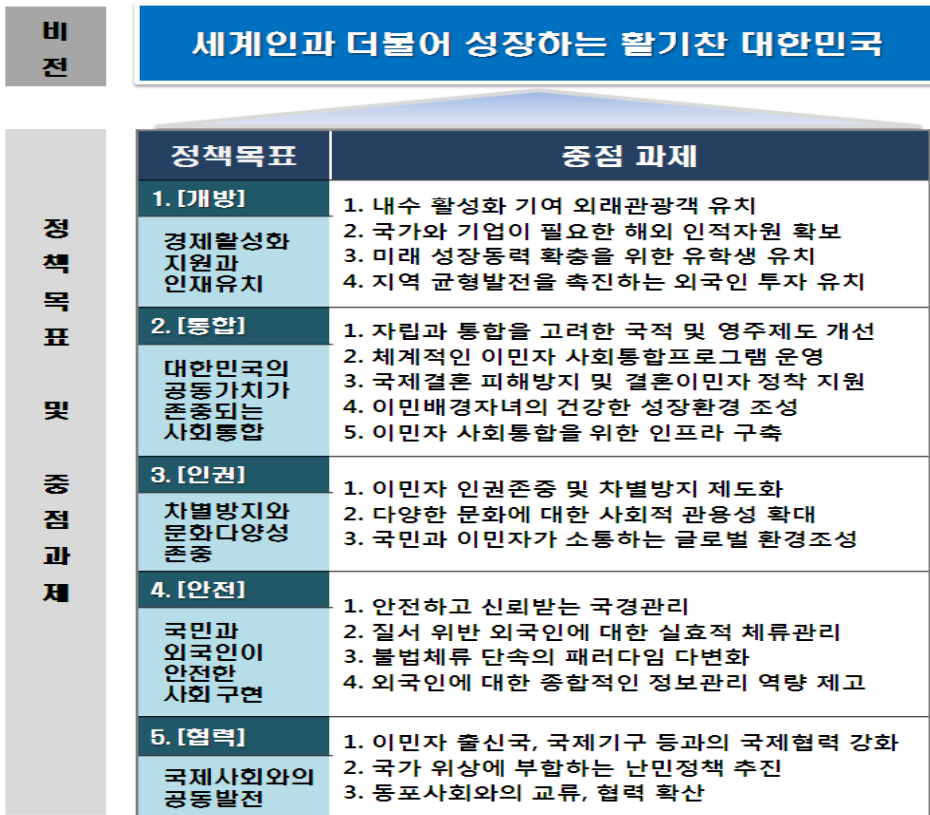 비전
세계인과 더불어 성장하는 활기찬 대한민국
정책목표 및 중점과제
정책목표
중점 과제
1. [개방]
경제활성화
지원과
인재유치
1. 내수 활성화 기여 외래관광객 유치
2. 국가와 기업이 필요한 해외 인적자원 확보
3. 미래 성장동력 확충을 위한 유학생 유치
4. 지역 균형발전을 촉진하는 외국인 투자 유치
2. [통합]
대한민국의
공동가치가
존중되는
사회통합
1. 자립과 통합을 고려한 국적 및 영주제도 개선
2. 체계적인 이민자 사회통합프로그램 운영
3. 국제결혼 피해방지 및 결혼이민자 정착 지원
4. 이민배경자녀의 건강한 성장환경 조성
5. 이민자 사회통합을 위한 인프라 구축
3. [인권]
차별방지와
문화다양성
존중
1. 이민자 인권존중 및 차별방지 제도화
2. 다양한 문화에 대한 사회적 관용성 확대
3. 국민과 이민자가 소통하는 글로벌 환경조성
4. [안전]
국민과
외국인이
안전한
사회 구현
1. 안전하고 신뢰받는 국경관리
2. 질서 위반 외국인에 대한 실효적 체류관리
3. 불법체류 단속의 패러다임 다변화
4. 외국인에 대한 종합적인 정보관리 역량 제고
5. [협력]
국제사회와의
공동발전
1. 이민자 출신국, 국제기구 등과의 국제협력 강화
2. 국가 위상에 부합하는 난민정책 추진
3. 동포사회와의 교류, 협력 확산